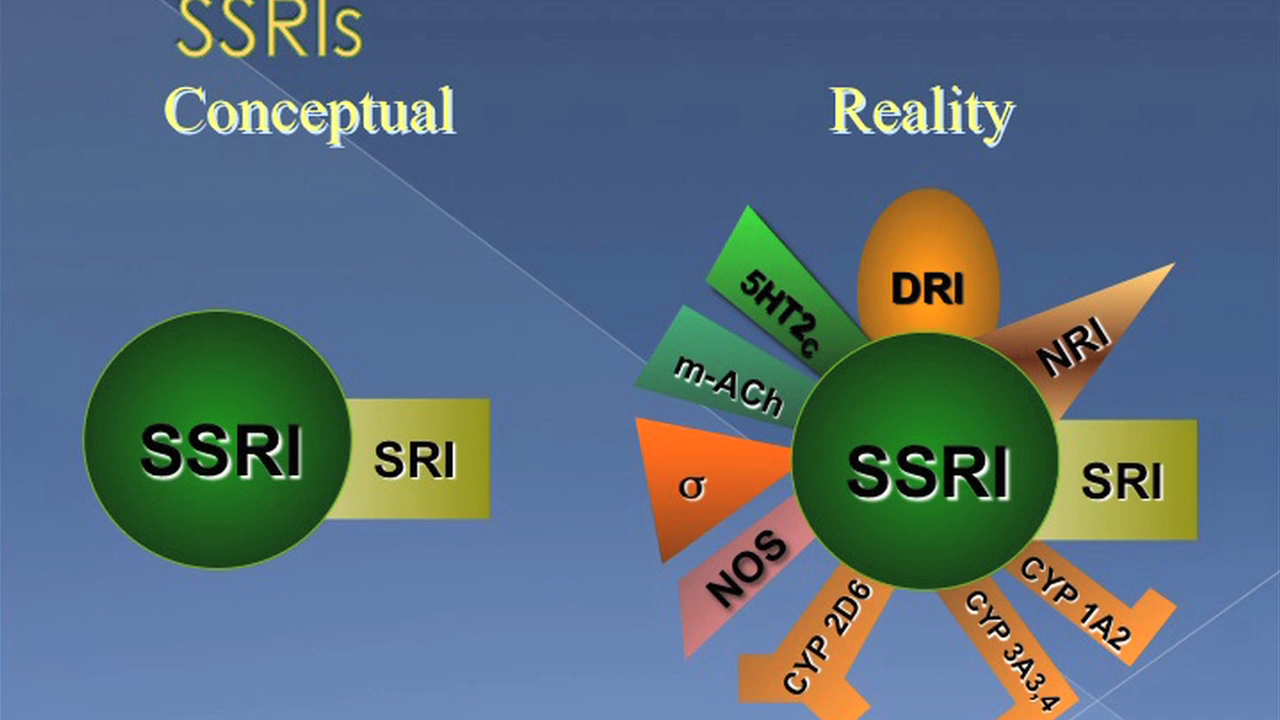 SSRIs
Conceptual
Reality
SSRI
SRI
DRI
NRI
5HT2c
m-ACh
σ
NOS
SSRI
SRI
CYP 2D6
CYP 3A3,4
CYP 1A2